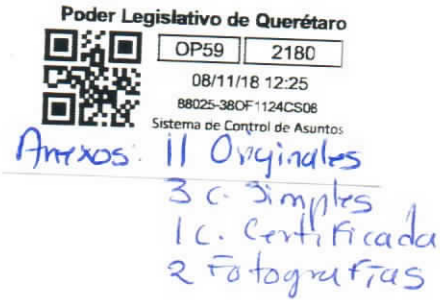 Poder Legislativo de Querétaro
OP59 2180
08/11/18 12:25
88025-38OF1124CS06
Sistema de Control de Asuntos
Anexos: 11 Originales
3 c. Simples
1 c. Certificada
2 Fotografías